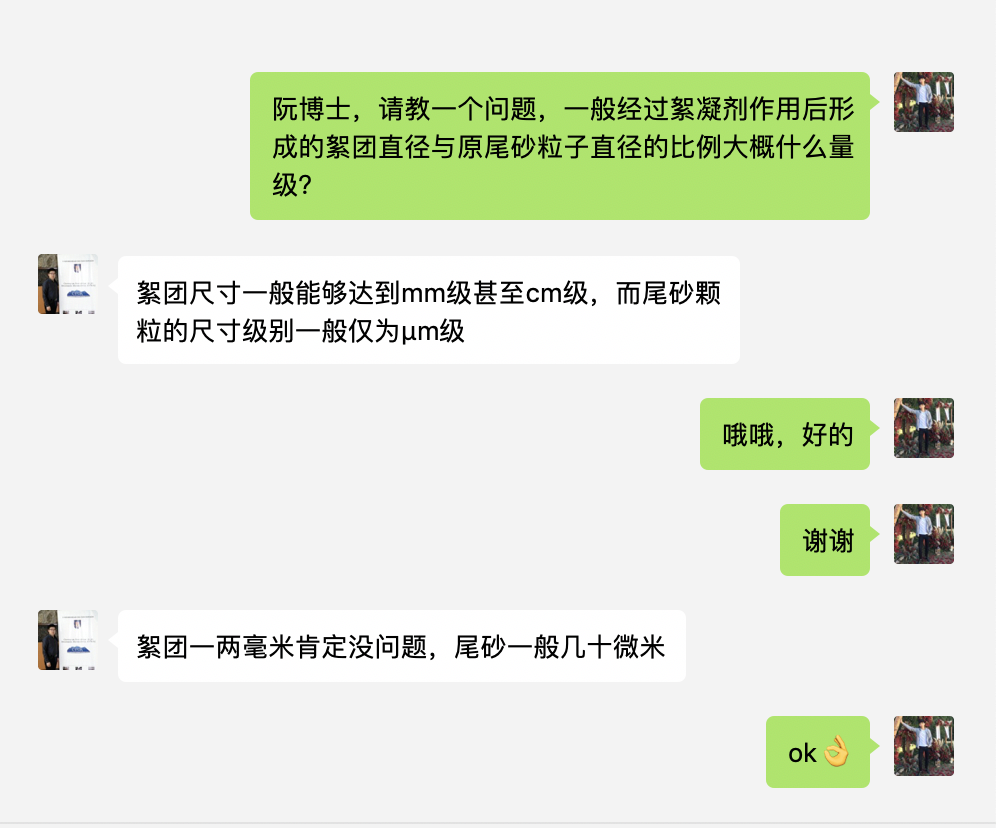 阮博士，请教一个问题，一般经过絮凝剂作用后形
成的絮团直径与原尾砂粒子直径的比例大概什么量
级？
絮团尺寸一般能够达到mm级甚至cm级，而尾砂颗
粒的尺寸级别一般仅为μm级
哦哦，好的
谢谢
絮团一两毫米肯定没问题，尾砂一般几十微米
ok👌